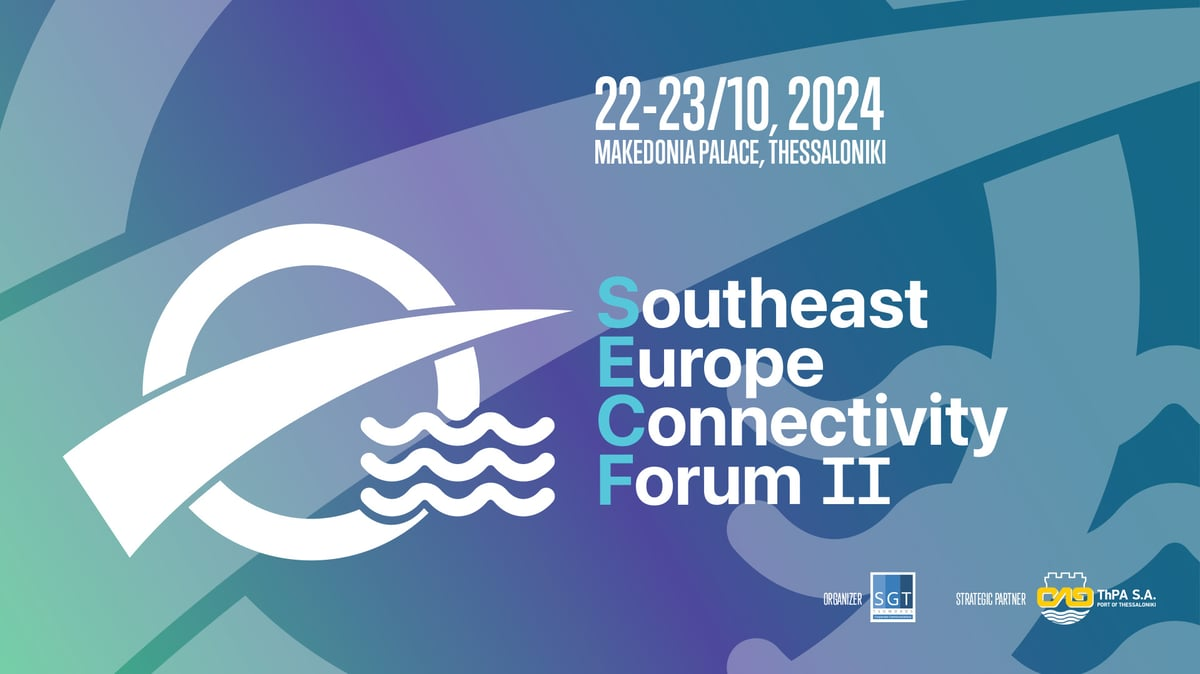 22-23/10, 2024
MAKEDONIA PALACE, THESSALONIKI
Southeast
Europe
Connectivity
Forum II
ORGANIZER
SGT
STRATEGIC PARTNER
ThPA S.A.
PORT OF THESSALONIKI